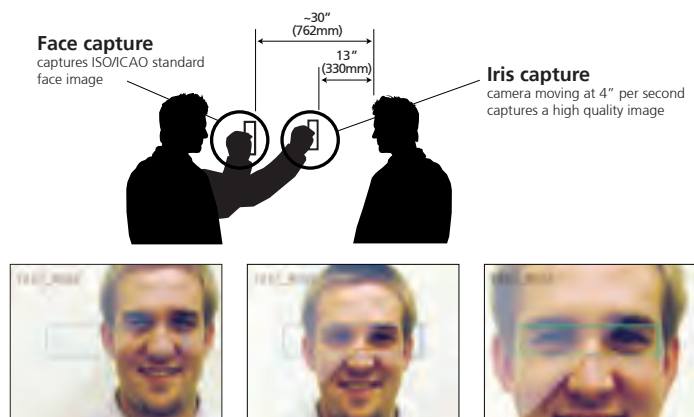 ~30"
(762mm)
13"
(330mm)
Face capture
captures ISO/ICAO standard
face image
Iris capture
camera moving at 4" per second
captures a high quality image